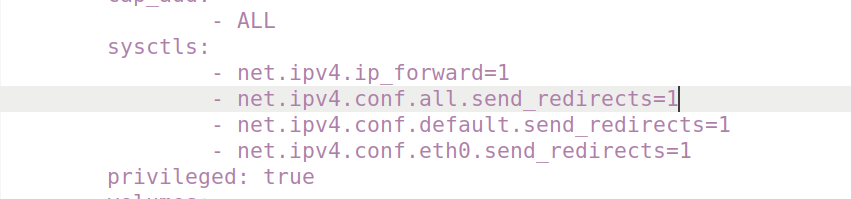 - ALL
sysctls:
- net.ipv4.ip_forward=1
- net.ipv4.conf.all.send_redirects=1
- net.ipv4.conf.default.send_redirects=1
- net.ipv4.conf.eth0.send_redirects=1
privileged: true